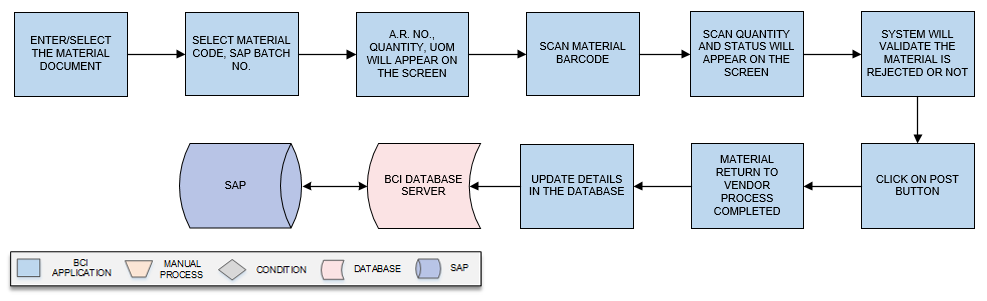 ENTER/SELECT
THE MATERIAL
DOCUMENT
SELECT MATERIAL
CODE, SAP BATCH
NO.
A.R. NO.,
QUANTITY, UOM
WILL APPEAR ON
THE SCREEN
SCAN MATERIAL
BARCODE
SCAN QUANTITY
AND STATUS WILL
APPEAR ON THE
SCREEN
SYSTEM WILL
VALIDATE THE
MATERIAL IS
REJECTED OR NOT
CLICK ON POST
BUTTON
MATERIAL
RETURN TO
VENDOR
PROCESS
COMPLETED
UPDATE DETAILS
IN THE DATABASE
BCI DATABASE
SERVER
SAP
BCI
APPLICATION
MANUAL
PROCESS
CONDITION
DATABASE
SAP